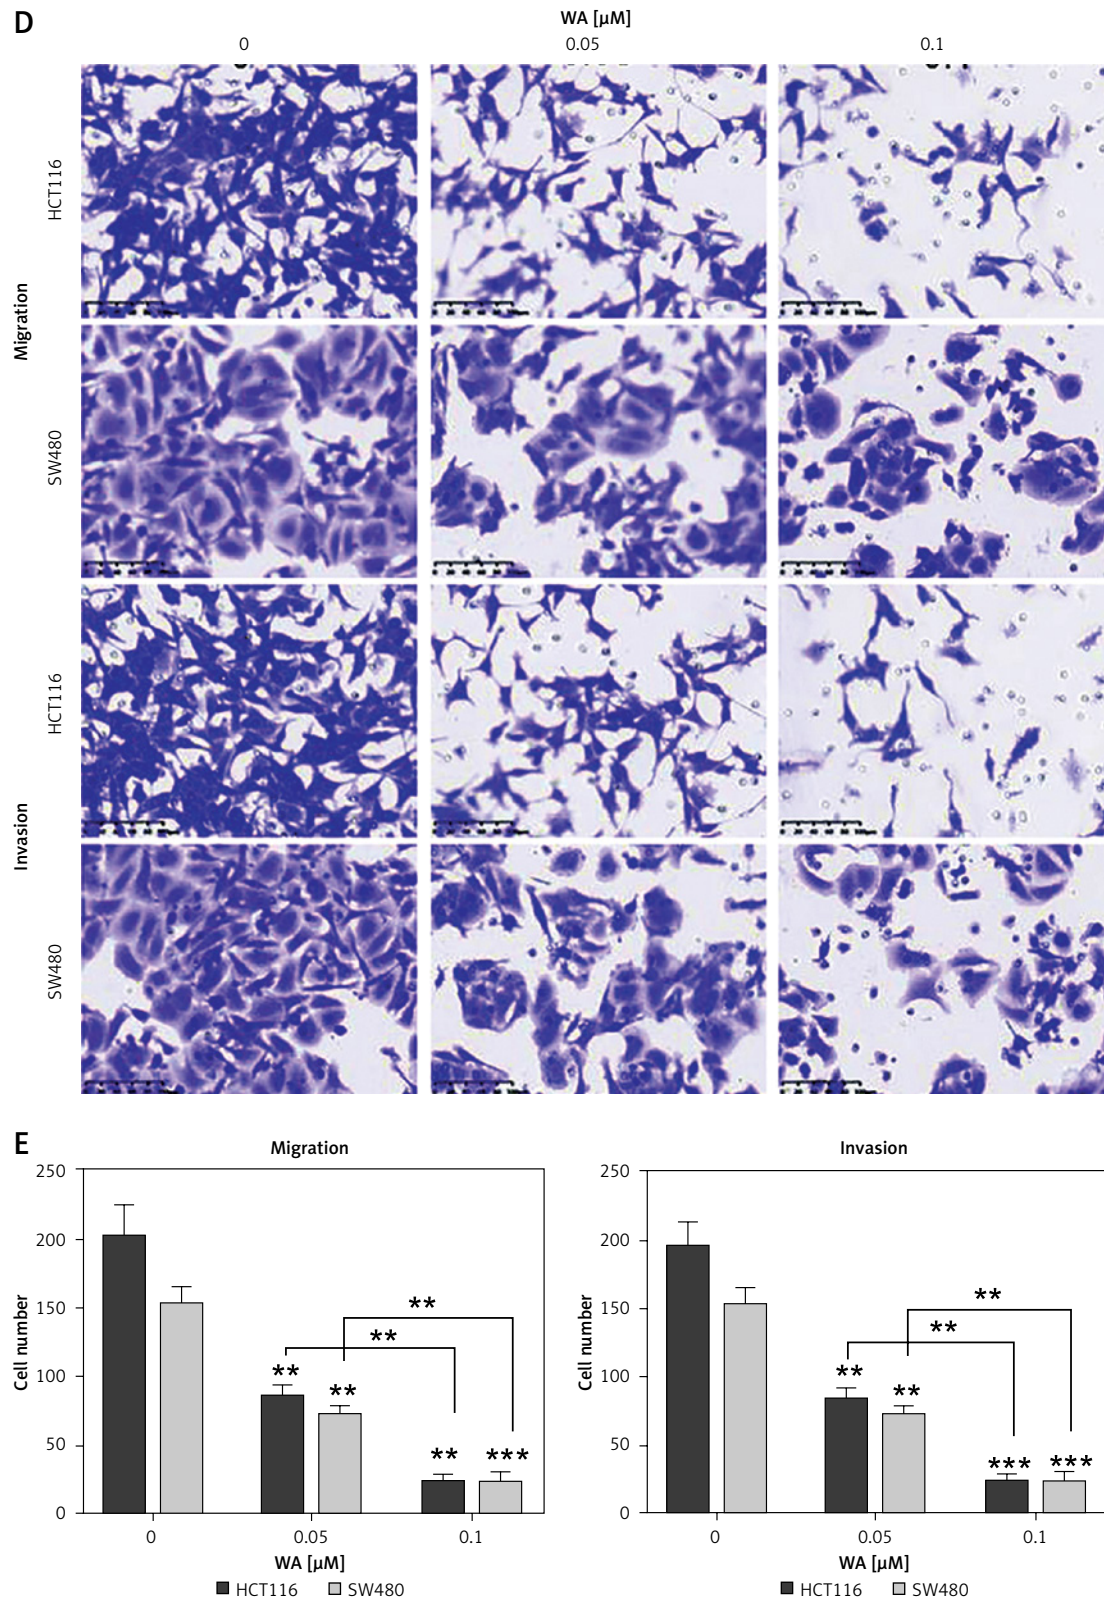 D
WA [µM]
0 0.05 0.1
Migration
HCT116
SW480
Invasion
HCT116
SW480
E
Migration
250
200
150
100
50
0
Cell number
** **
** **
** ***
0 0.05 0.1
WA [µM]
HCT116 SW480
Invasion
250
200
150
100
50
0
Cell number
** **
** **
*** ***
0 0.05 0.1
WA [µM]
HCT116 SW480